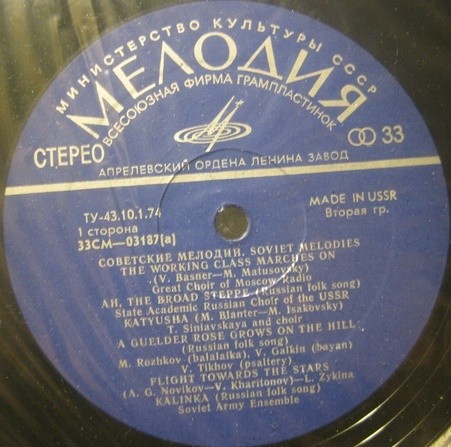 МИНИСТЕРСТВО КУЛЬТУРЫ СССР
МЕЛОДИЯ
ВСЕСОЮЗНАЯ ФИРМА ГРАМПЛАСТИНОК
СТЕРЕО
33
АПРЕЛЕВСКИЙ ОРДЕНА ЛЕНИНА ЗАВОД
ТУ-43.10.1.74
MADE IN USSR
1 сторона
Вторая гр.
33СМ—03187(a)
СОВЕТСКИЕ МЕЛОДИИ. SOVIET MELODIES
THE WORKING CLASS MARCHES ON
(V. Basner—M. Matusovsky)
Great Choir of Moscow Radio
AH, THE BROAD STEPPE (Russian folk song)
State Academic Russian Choir of the USSR
KATYUSHA (M. Blanter—M. Isakovsky)
T. Siniavskaya and choir
A GUELDER ROSE GROWS ON THE HILL
(Russian folk song)
M. Rozhkov (balalaika), V. Galkin (bayan)
V. Tikhov (psaltery)
FLIGHT TOWARDS THE STARS
(A. G. Novikov—V. Kharitonov)—L. Zykina
KALINKA (Russian folk song)
Soviet Army Ensemble